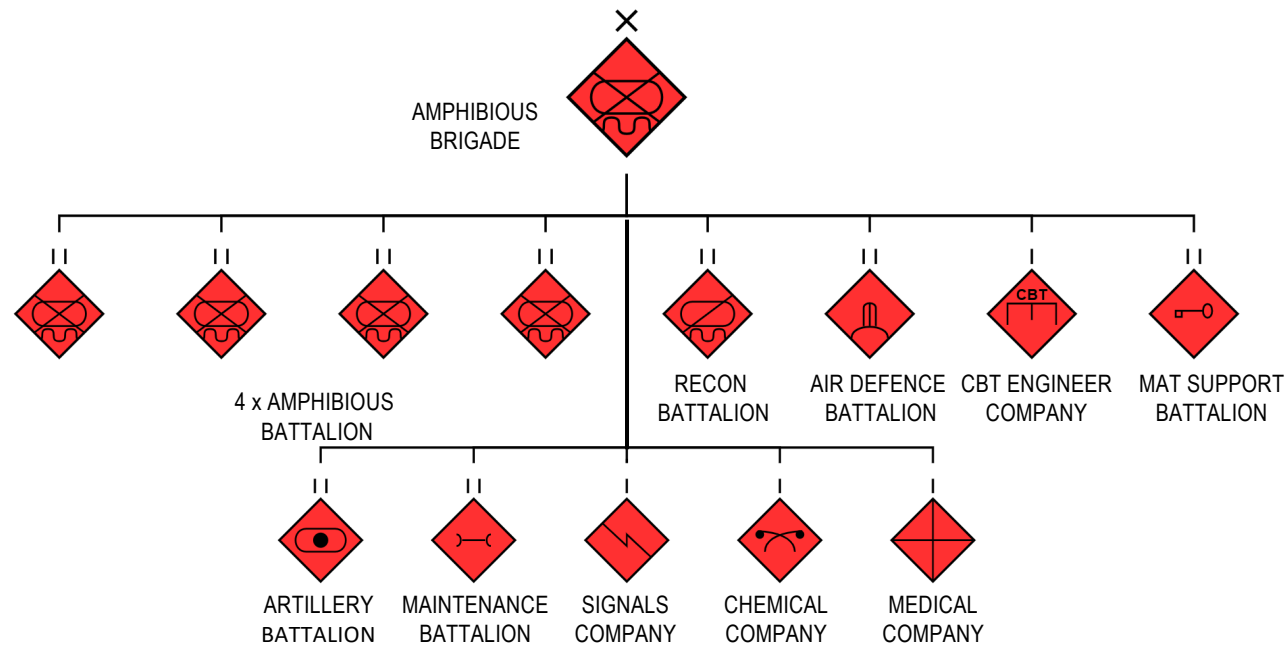 AMPHIBIOUS
BRIGADE
CBT
RECON
BATTALION
AIR DEFENCE
BATTALION
CBT ENGINEER
COMPANY
MAT SUPPORT
BATTALION
4 x AMPHIBIOUS
BATTALION
ARTILLERY
BATTALION
MAINTENANCE
BATTALION
SIGNALS
COMPANY
CHEMICAL
COMPANY
MEDICAL
COMPANY